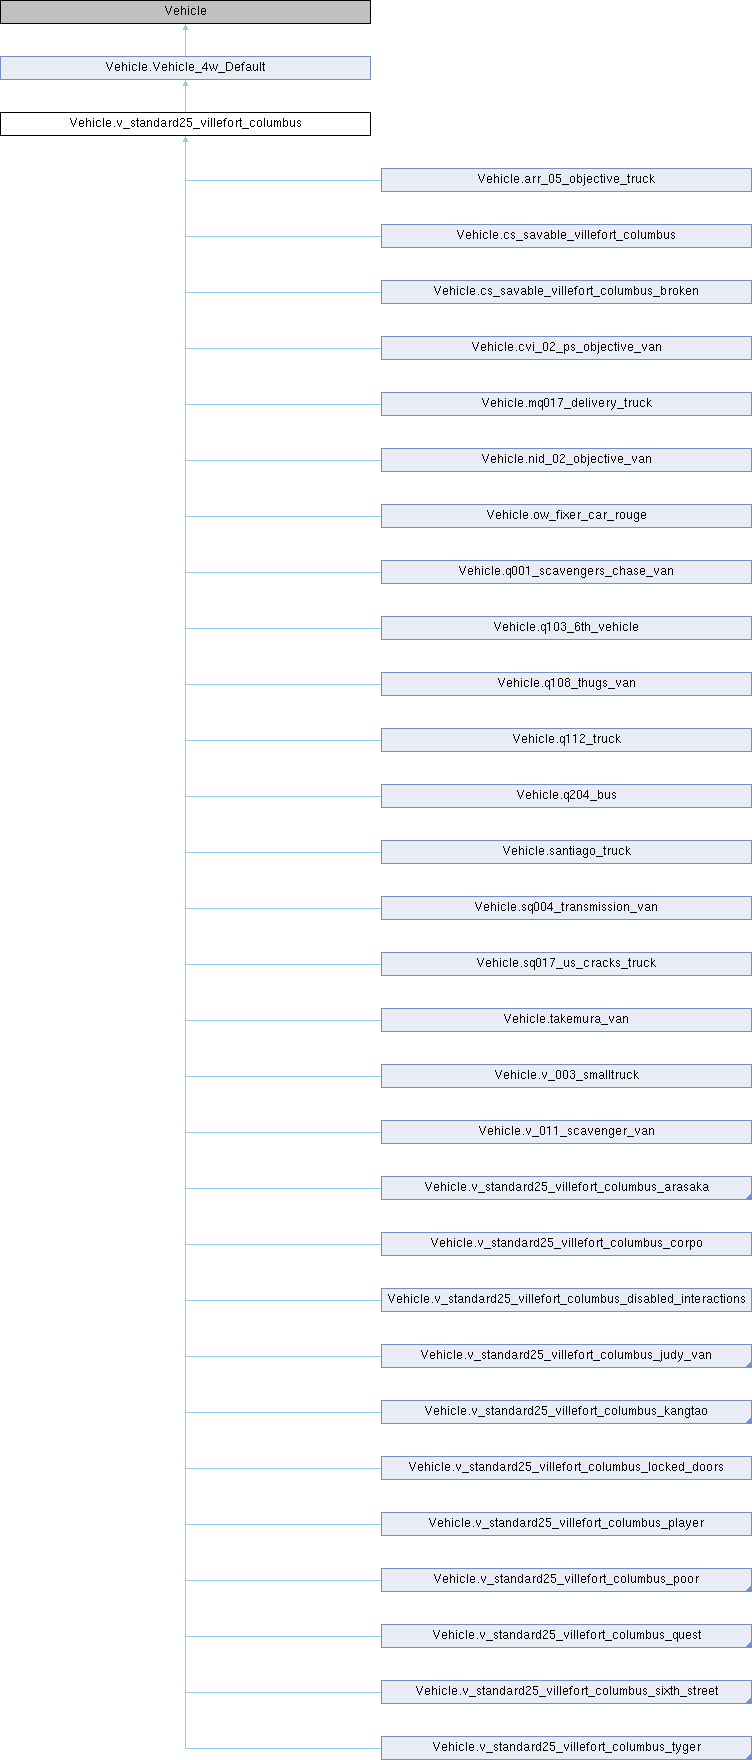 Vehicle
Vehicle.Vehicle_4w_Default
Vehicle.v_standard25_villefort_columbus
Vehicle.arr_05_objective_truck
Vehicle.cs_savable_villefort_columbus
Vehicle.cs_savable_villefort_columbus_broken
Vehicle.cvi_02_ps_objective_van
Vehicle.mq017_delivery_truck
Vehicle.nid_02_objective_van
Vehicle.ow_fixer_car_rouge
Vehicle.q001_scavengers_chase_van
Vehicle.q103_6th_vehicle
Vehicle.q108_thugs_van
Vehicle.q112_truck
Vehicle.q204_bus
Vehicle.santiago_truck
Vehicle.sq004_transmission_van
Vehicle.sq017_us_cracks_truck
Vehicle.takemura_van
Vehicle.v_003_smalltruck
Vehicle.v_011_scavenger_van
Vehicle.v_standard25_villefort_columbus_arasaka
Vehicle.v_standard25_villefort_columbus_corpo
Vehicle.v_standard25_villefort_columbus_disabled_interactions
Vehicle.v_standard25_villefort_columbus_judy_van
Vehicle.v_standard25_villefort_columbus_kangtao
Vehicle.v_standard25_villefort_columbus_locked_doors
Vehicle.v_standard25_villefort_columbus_player
Vehicle.v_standard25_villefort_columbus_poor
Vehicle.v_standard25_villefort_columbus_quest
Vehicle.v_standard25_villefort_columbus_sixth_street
Vehicle.v_standard25_villefort_columbus_tyger